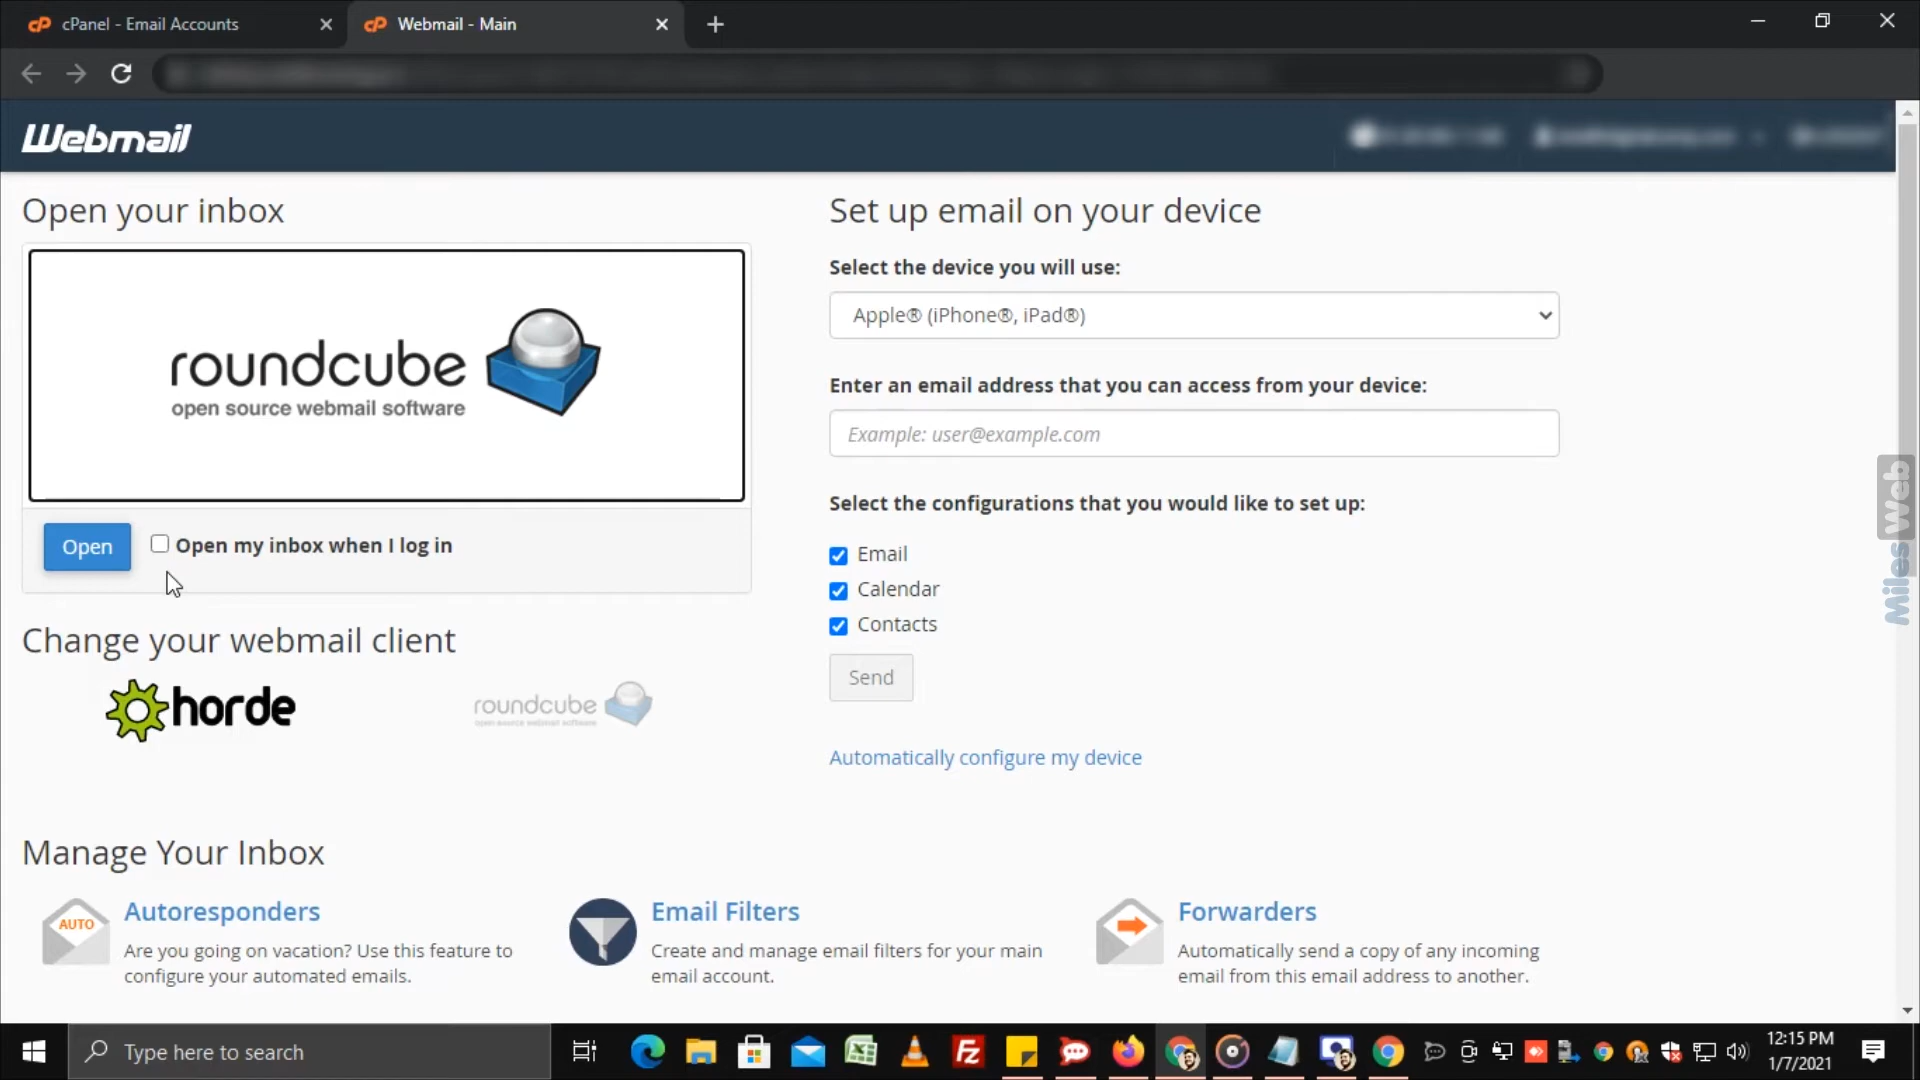 cPanel - Email Accounts
Webmail - Main
Webmail
Open your inbox
roundcube
open source webmail software
Open
Open my inbox when I log in
Change your webmail client
horde
roundcube
open source webmail software
Set up email on your device
Select the device you will use:
Apple® (iPhone®, iPad®)
Enter an email address that you can access from your device:
Example: user@example.com
Select the configurations that you would like to set up:
Email
Calendar
Contacts
Send
Automatically configure my device
Manage Your Inbox
AUTO
Autoresponders
Are you going on vacation? Use this feature to
configure your automated emails.
Email Filters
Create and manage email filters for your main
email account.
Forwarders
Automatically send a copy of any incoming
email from this email address to another.
MilesWeb
Type here to search
Fz
12:15 PM
1/7/2021